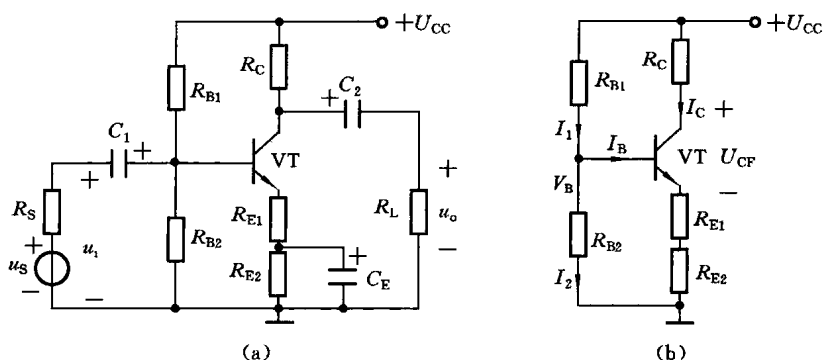 +U_CC
R_C
C_2
+
R_B1
C_1
+
+
VT
R_S
R_E1
R_L
+
u_o
−
+
u_S
−
u_i
−
R_B2
R_E2
+
C_E
(a)
+U_CC
R_C
R_B1
I_C
+
I_1
I_B
VT
U_CF
V_B
−
R_E1
R_B2
R_E2
I_2
(b)